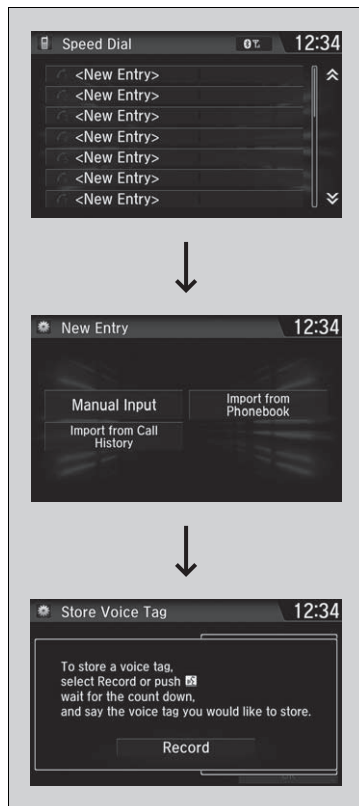 Speed Dial
12:34
<New Entry>
<New Entry>
<New Entry>
<New Entry>
<New Entry>
<New Entry>
<New Entry>
New Entry
12:34
Manual Input
Import from
Phonebook
Import from Call
History
Store Voice Tag
12:34
To store a voice tag,
select Record or push
wait for the count down,
and say the voice tag you would like to store.
Record
OK